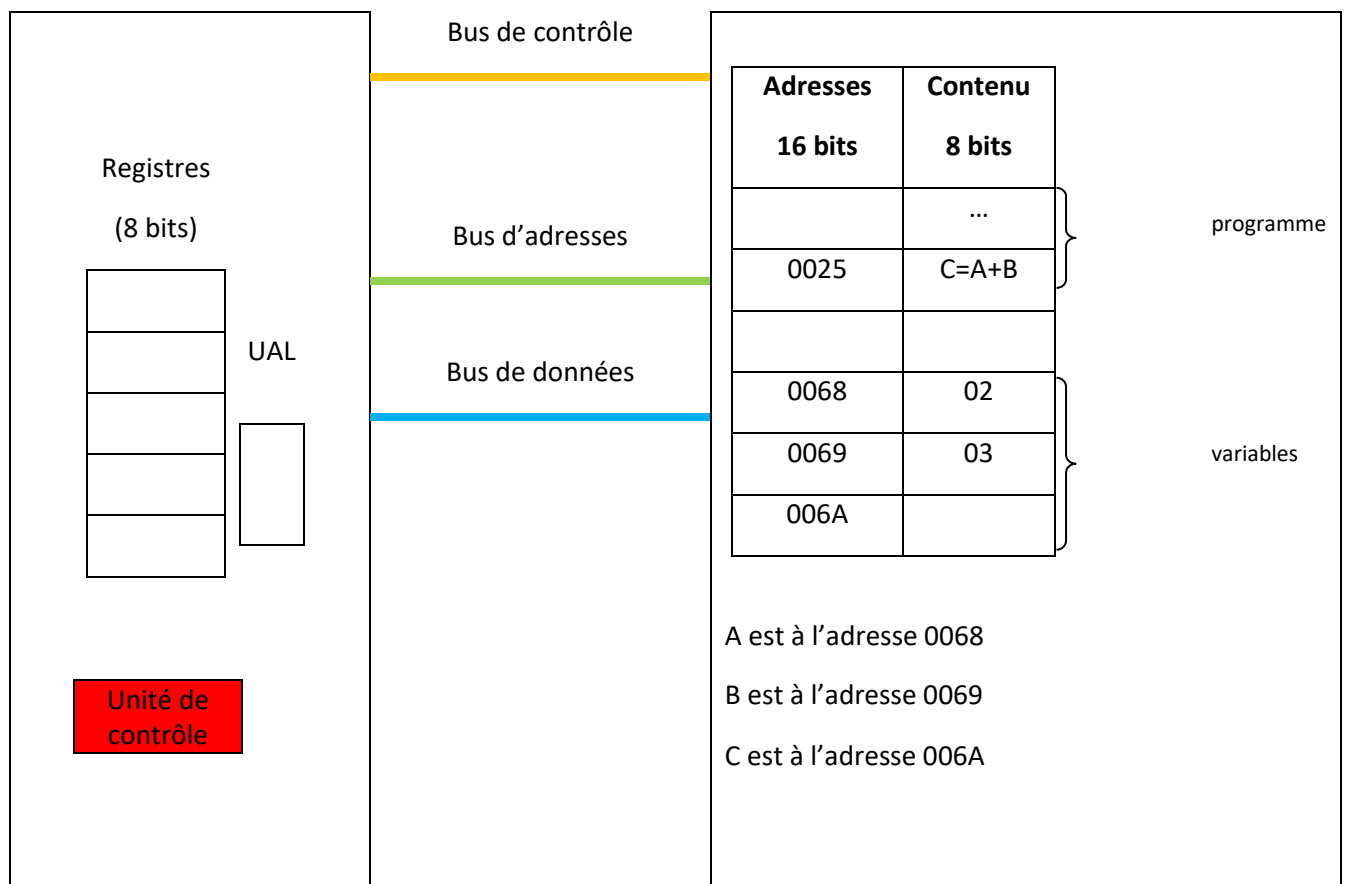 Bus de contrôle
Adresses Contenu
16 bits 8 bits
Registres
(8 bits)
...
programme
Bus d’adresses
0025 C=A+B
UAL
Bus de données
0068 02
0069 03
variables
006A
A est à l’adresse 0068
B est à l’adresse 0069
C est à l’adresse 006A
Unité de
contrôle